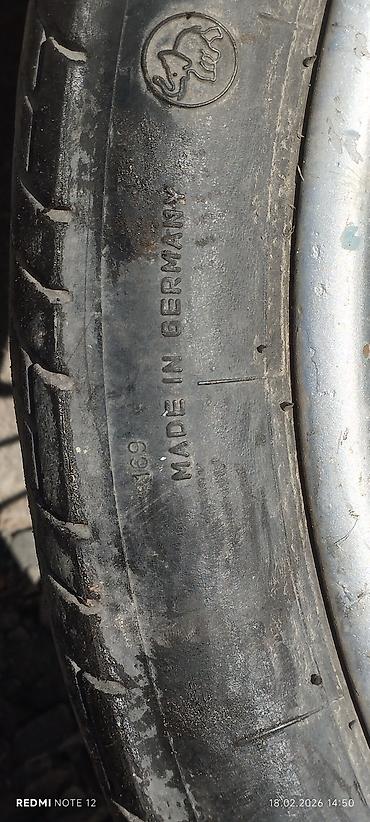 MADE IN GERMANY
169
REDMI NOTE 12
18.02.2026 14:50